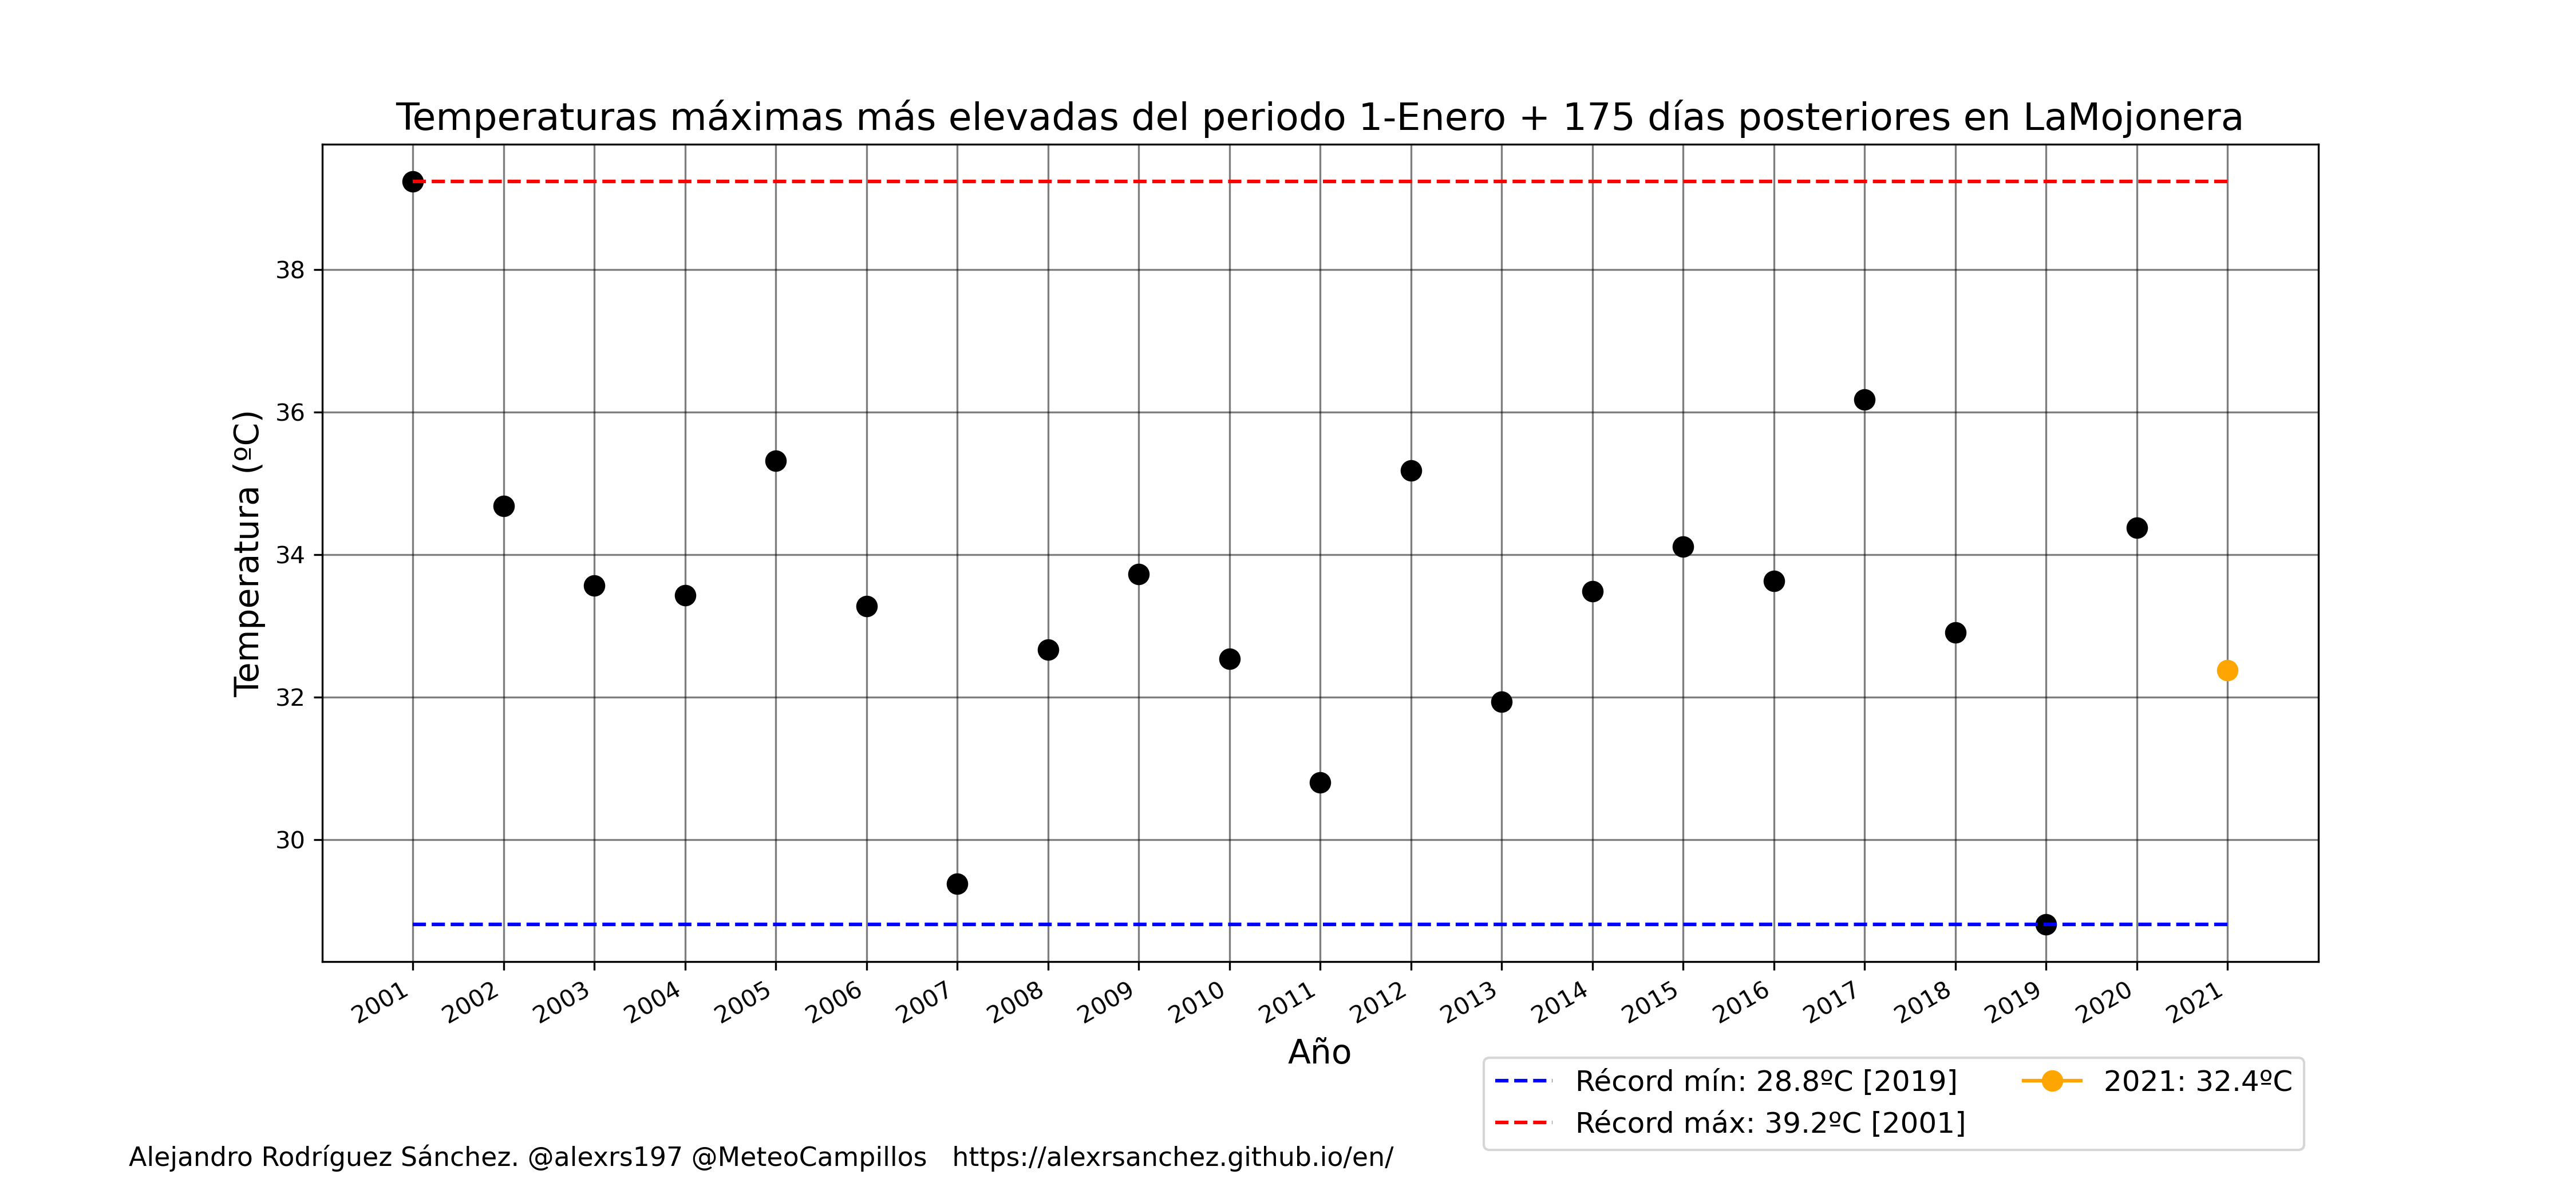 Temperaturas máximas más elevadas del periodo 1-Enero + 175 días posteriores en LaMojonera
Temperatura (ºC)
38
36
34
32
30
2001 2002 2003 2004 2005 2006 2007 2008 2009 2010 2011 2012 2013 2014 2015 2016 2017 2018 2019 2020 2021
Año
Récord mín: 28.8ºC [2019]
Récord máx: 39.2ºC [2001]
2021: 32.4ºC
Alejandro Rodríguez Sánchez. @alexrs197 @MeteoCampillos https://alexrsanchez.github.io/en/